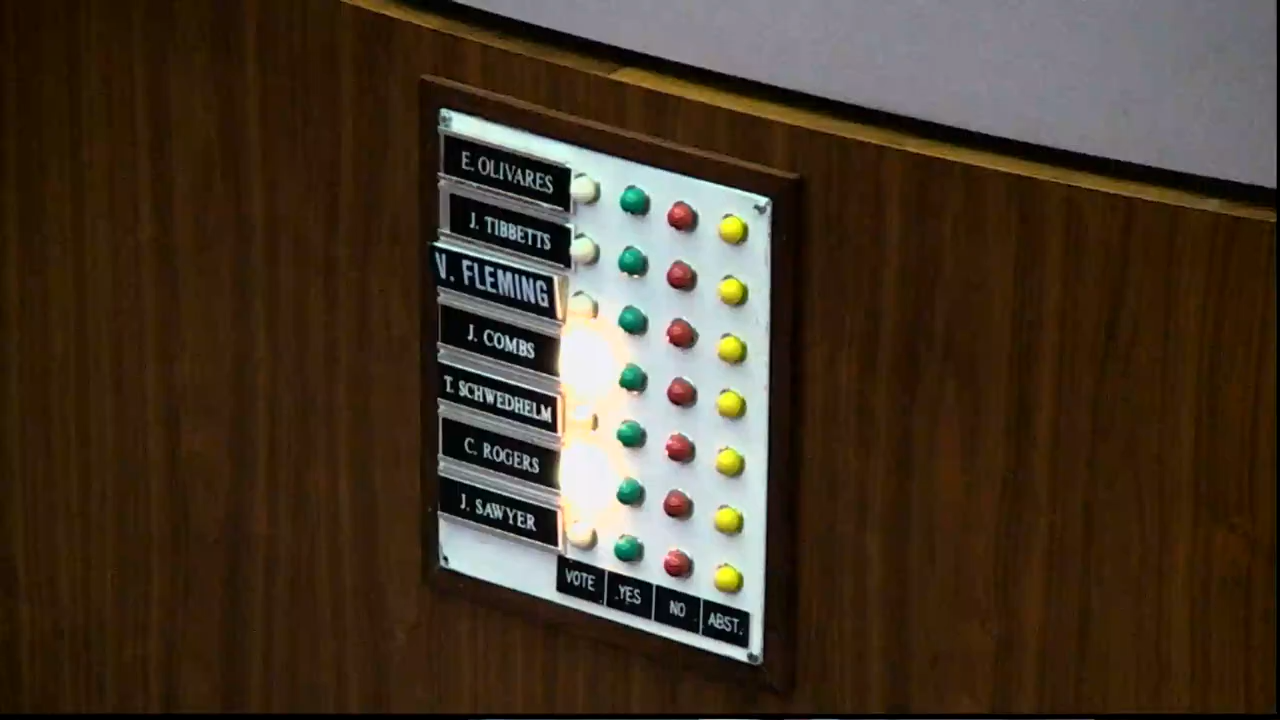 E. OLIVARES
J. TIBBETTS
V. FLEMING
J. COMBS
T. SCHWEDHELM
C. ROGERS
J. SAWYER
VOTE YES NO ABST.